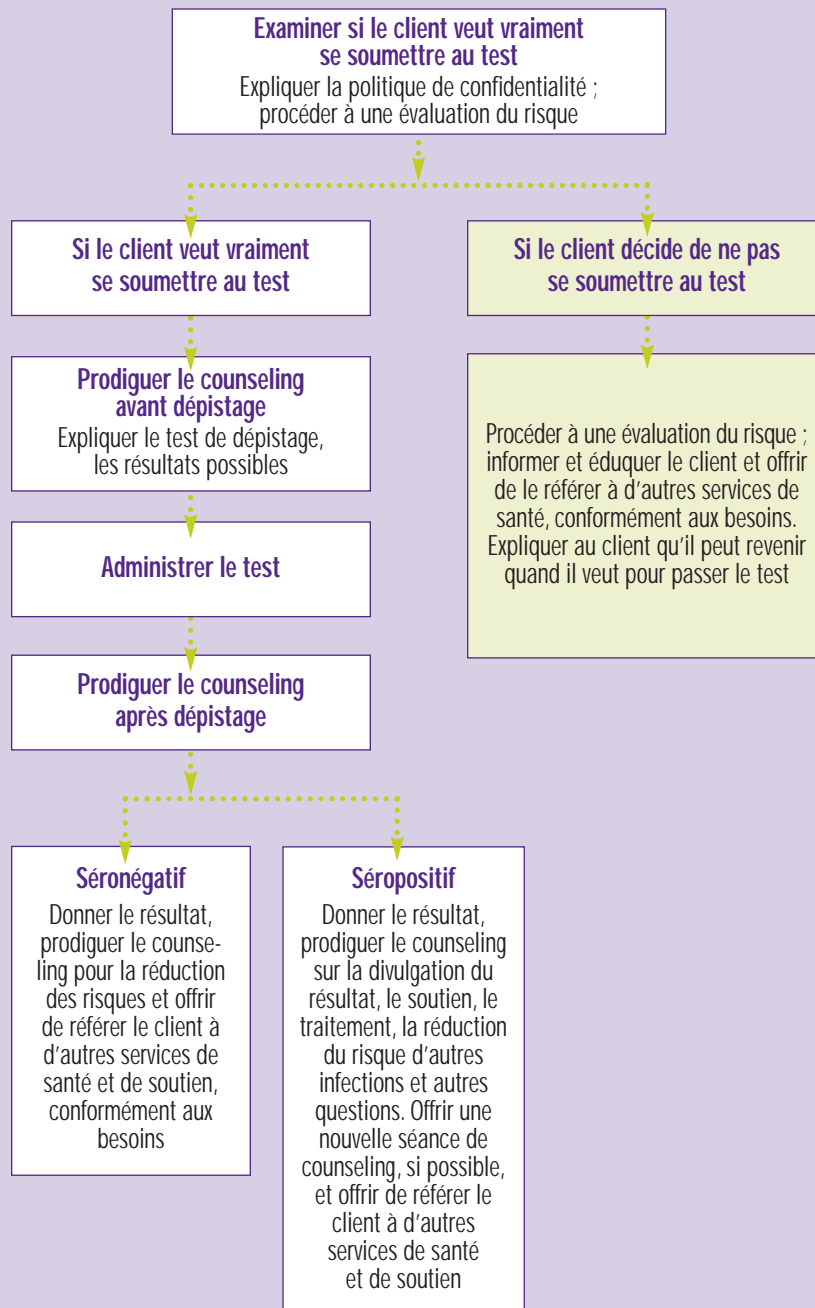 Examiner si le client veut vraiment
se soumettre au test
Expliquer la politique de confidentialité ;
procéder à une évaluation du risque
Si le client veut vraiment
se soumettre au test
Si le client décide de ne pas
se soumettre au test
Prodiguer le counseling
avant dépistage
Expliquer le test de dépistage,
les résultats possibles
Procéder à une évaluation du risque ;
informer et éduquer le client et offrir
de le référer à d'autres services de
santé, conformément aux besoins.
Expliquer au client qu'il peut revenir
quand il veut pour passer le test
Administrer le test
Prodiguer le counseling
après dépistage
Séronégatif
Donner le résultat,
prodiguer le counse-
ling pour la réduction
des risques et offrir
de référer le client à
d'autres services de
santé et de soutien,
conformément aux
besoins
Séropositif
Donner le résultat,
prodiguer le counseling
sur la divulgation du
résultat, le soutien, le
traitement, la réduction
du risque d'autres
infections et autres
questions. Offrir une
nouvelle séance de
counseling, si possible,
et offrir de référer le
client à d'autres
services de santé
et de soutien